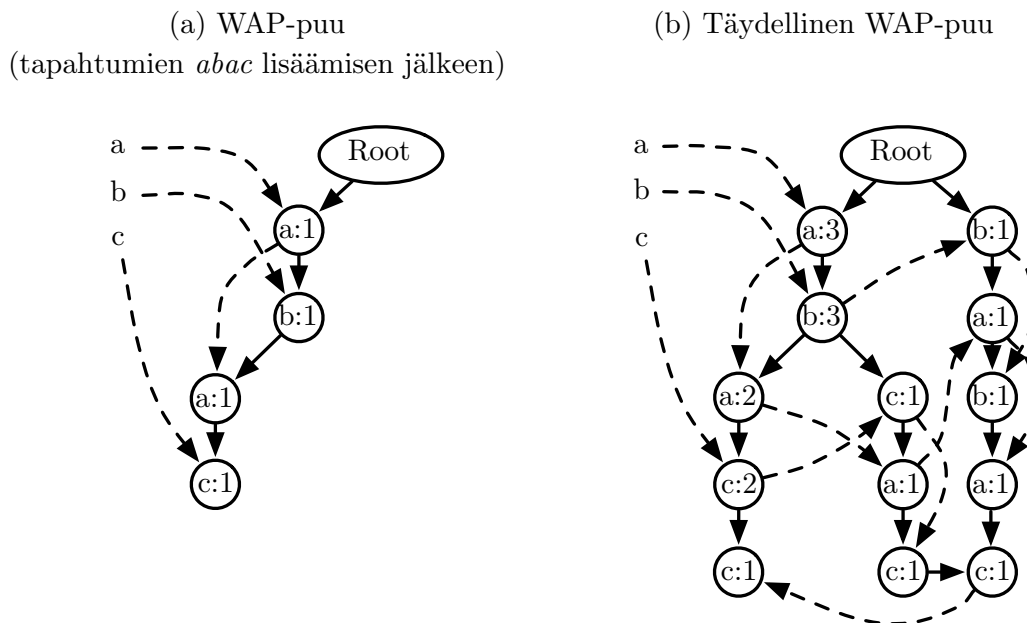 (a) WAP-puu
(tapahtumien abac lisäämisen jälkeen)
a
Root
b
a:1
c
b:1
a:1
c:1
(b) Täydellinen WAP-puu
a
Root
b
a:3
b:1
c
b:3
a:1
a:2
c:1
b:1
c:2
a:1
a:1
c:1
c:1
c:1